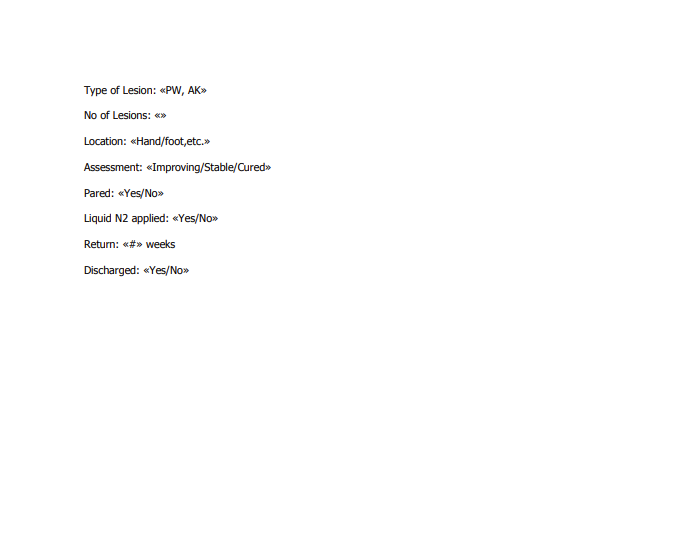 Type of Lesion: «PW, AK»
No of Lesions: «»
Location: «Hand/foot,etc.»
Assessment: «Improving/Stable/Cured»
Pared: «Yes/No»
Liquid N2 applied: «Yes/No»
Return: «#» weeks
Discharged: «Yes/No»